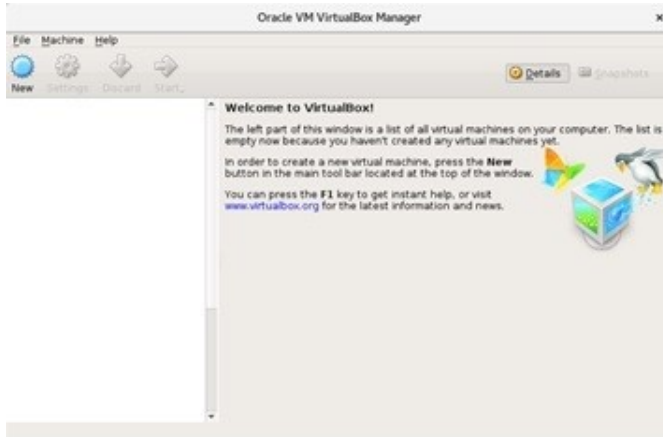 Oracle VM VirtualBox Manager
File Machine Help
New Settings Discard Start
Details Snapshots
Welcome to VirtualBox!
The left part of this window is a list of all virtual machines on your computer. The list is
empty now because you haven't created any virtual machines yet.
In order to create a new virtual machine, press the New
button in the main tool bar located at the top of the window.
You can press the F1 key to get instant help, or visit
www.virtualbox.org for the latest information and news.